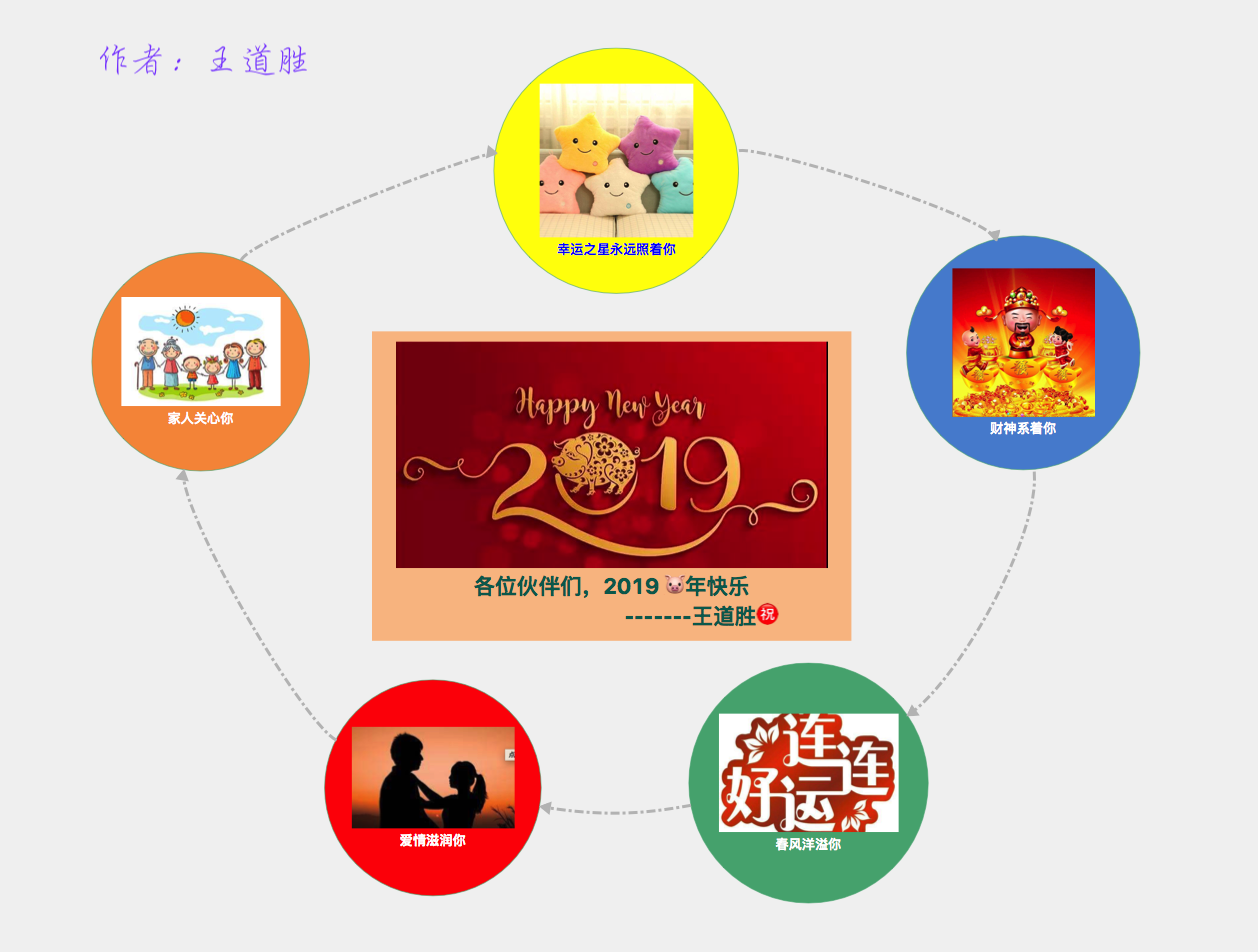 作者：王道胜
幸运之星永远照着你
财神系着你
家人关心你
Happy New Year
2019
各位伙伴们，2019🐷年快乐
-------王道胜㊗
好运连连
爱情滋润你
春风洋溢你